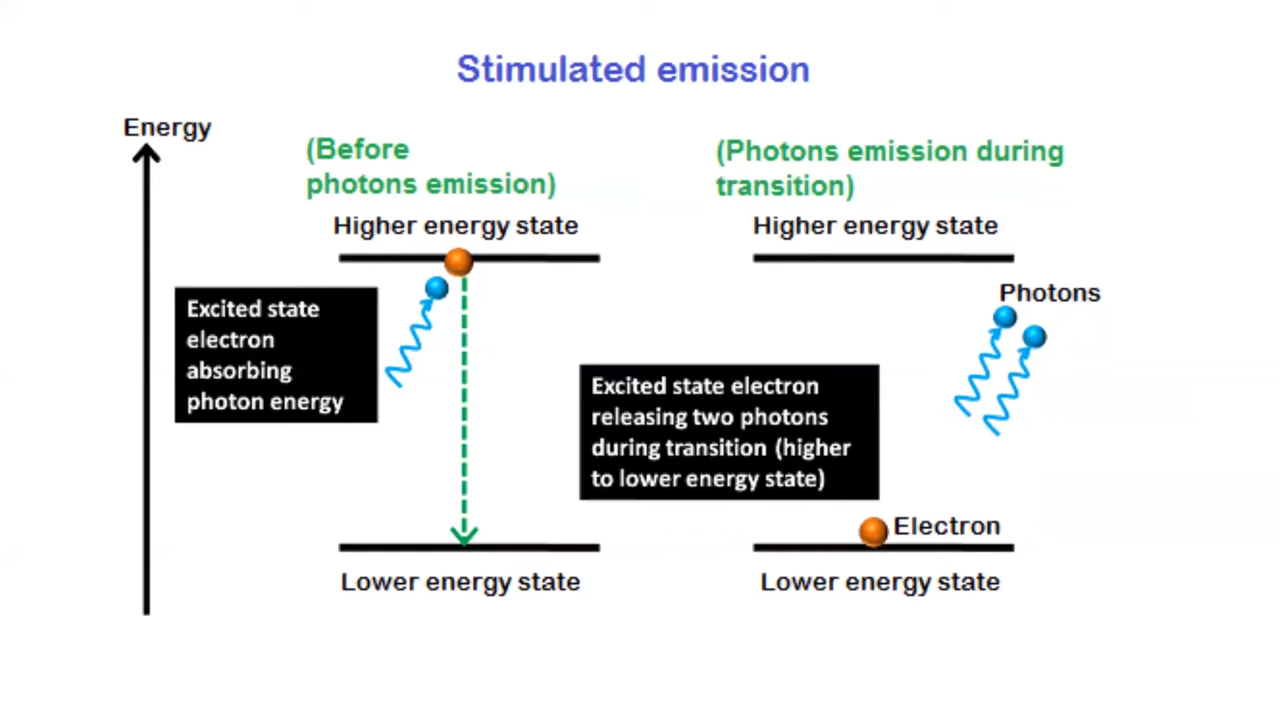 Stimulated emission
Energy
(Before
photons emission)
Higher energy state
Excited state
electron
absorbing
photon energy
Lower energy state
(Photons emission during
transition)
Higher energy state
Photons
Excited state electron
releasing two photons
during transition (higher
to lower energy state)
Electron
Lower energy state